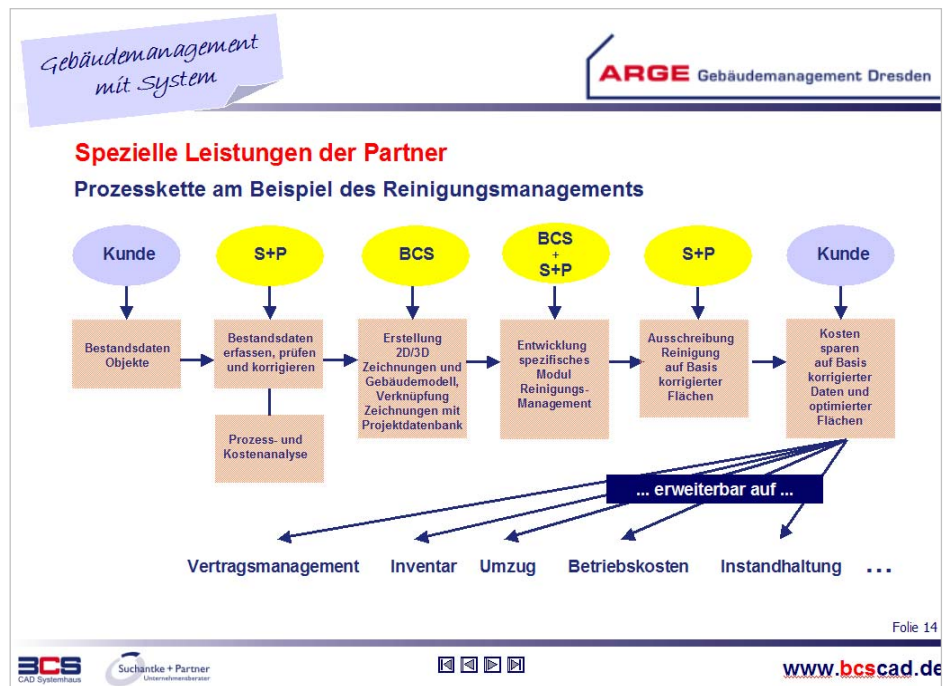 Gebäudemanagement
mit System
ARGE Gebäudemanagement Dresden
Spezielle Leistungen der Partner
Prozesskette am Beispiel des Reinigungsmanagements
Kunde
S+P
BCS
BCS
+
S+P
S+P
Kunde
Bestandsdaten
Objekte
Bestandsdaten
erfassen, prüfen
und korrigieren
Prozess- und
Kostenanalyse
Erstellung
2D/3D
Zeichnungen und
Gebäudemodell,
Verknüpfung
Zeichnungen mit
Projektdatenbank
Entwicklung
spezifisches
Modul
Reinigungs-
Management
Ausschreibung
Reinigung
auf Basis
korrigierter
Flächen
Kosten
sparen
auf Basis
korrigierter
Daten und
optimierter
Flächen
... erweiterbar auf ...
Vertragsmanagement Inventar Umzug Betriebskosten Instandhaltung ...
Folie 14
BCS
CAD Systemhaus
Suchantke + Partner
Unternehmensberater
www.bcscad.de